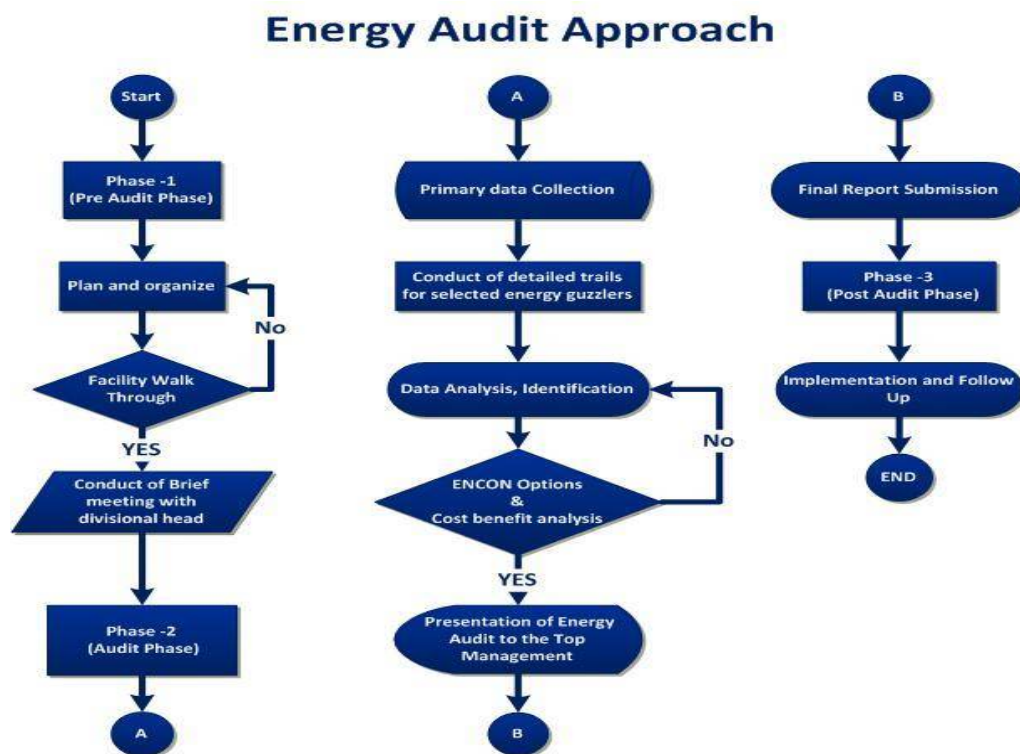 Energy Audit Approach
Start
Phase -1
(Pre Audit Phase)
Plan and organize
No
Facility Walk
Through
YES
Conduct of Brief
meeting with
divisional head
Phase -2
(Audit Phase)
A
A
Primary data Collection
Conduct of detailed trails
for selected energy guzzlers
Data Analysis, Identification
No
ENCON Options
&
Cost benefit analysis
YES
Presentation of Energy
Audit to the Top
Management
B
B
Final Report Submission
Phase -3
(Post Audit Phase)
Implementation and Follow
Up
END